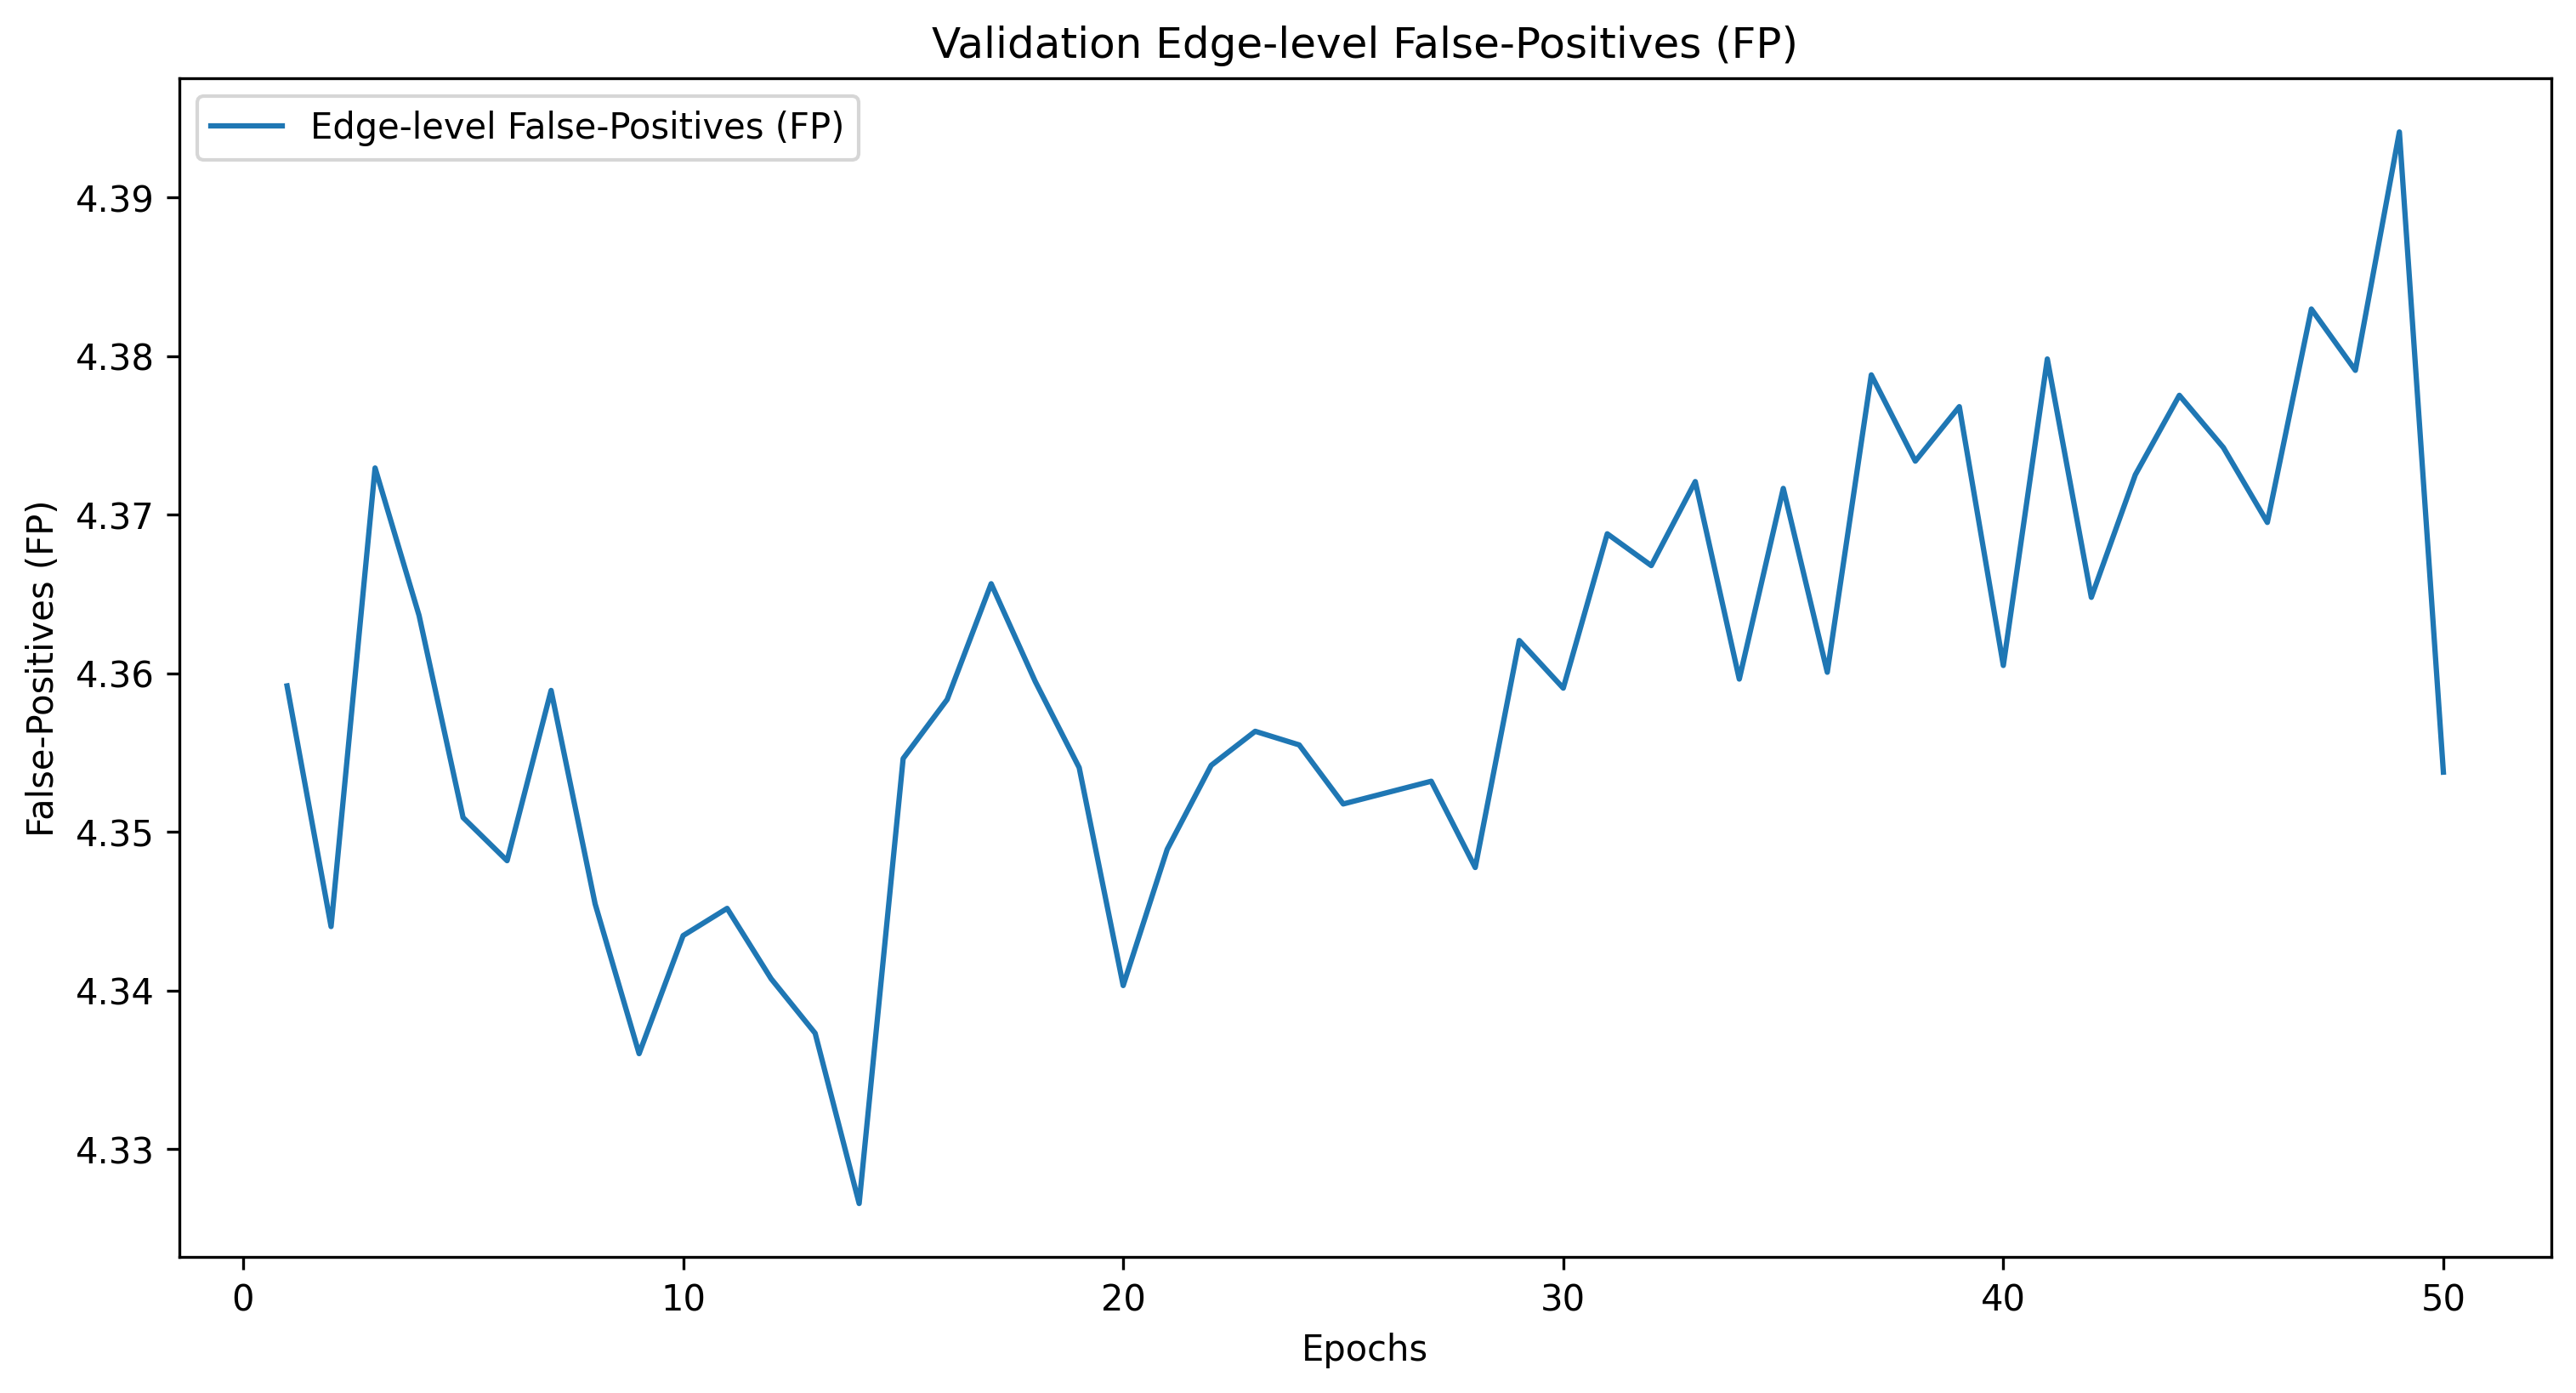 Validation Edge-level False-Positives (FP)
Edge-level False-Positives (FP)
False-Positives (FP)
4.39
4.38
4.37
4.36
4.35
4.34
4.33
0 10 20 30 40 50
Epochs